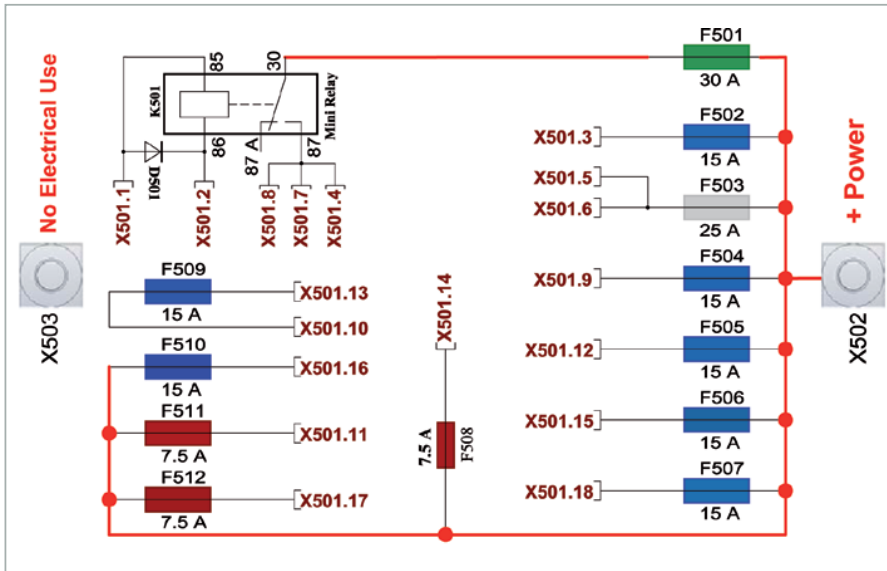 No Electrical Use
X503
85
30
K501
Mini Relay
86
87 A
87
D501
X501.1
X501.2
X501.8
X501.7
X501.4
F501
30 A
X501.3
F502
15 A
X501.5
X501.6
F503
25 A
X501.9
F504
15 A
X501.12
F505
15 A
X501.15
F506
15 A
X501.18
F507
15 A
+ Power
X502
F509
15 A
X501.13
X501.10
F510
15 A
X501.16
F511
7.5 A
X501.11
F512
7.5 A
X501.17
X501.14
7.5 A
F508